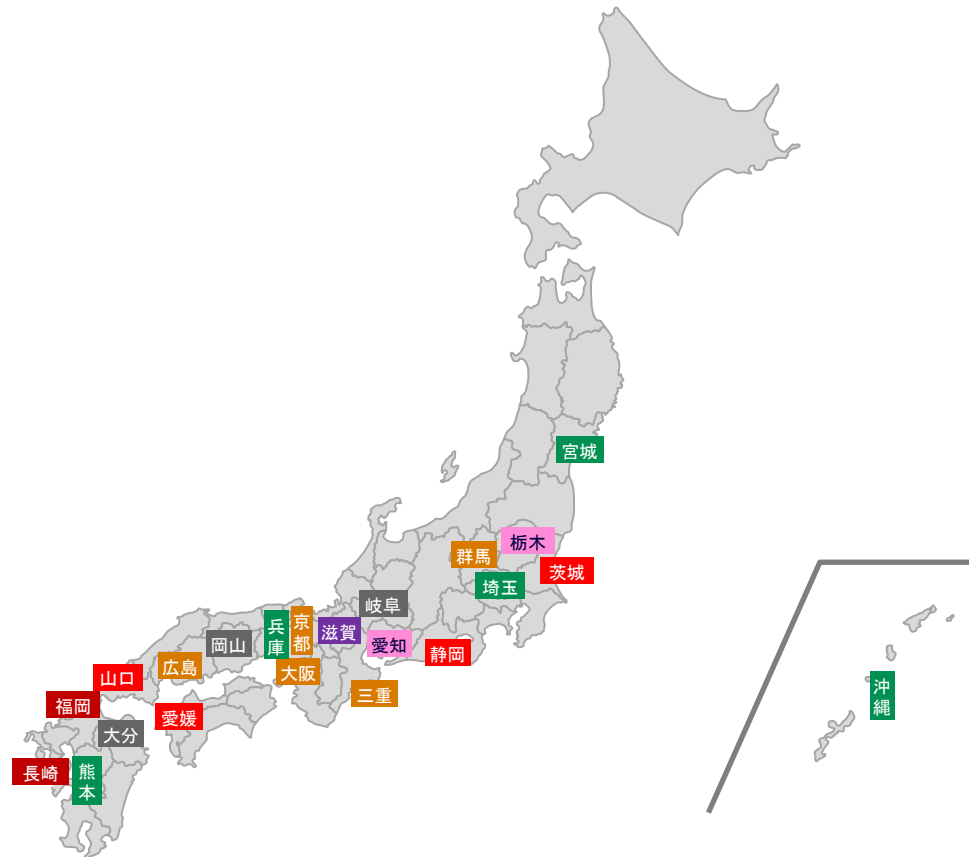 宮城
栃木
群馬
茨城
埼玉
岐阜
京都
兵庫
滋賀
岡山
愛知
静岡
広島
大阪
山口
三重
福岡
愛媛
大分
長崎
熊本
沖縄